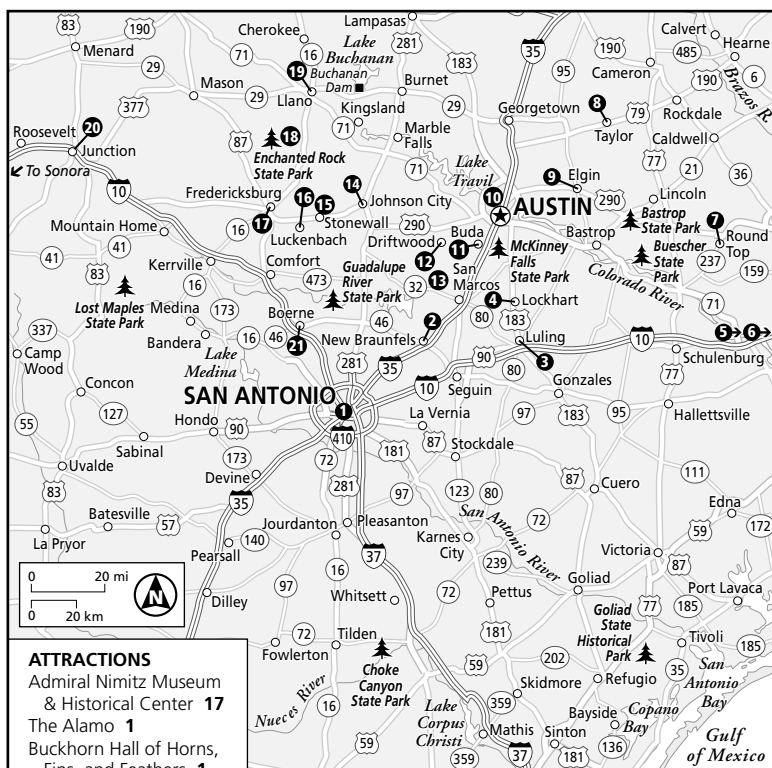 83
190
Cherokee
Lampasas
Calvert
Menard
71
16
Lake
Buchanan
281
183
35
190
485
Hearne
29
Mason
19
Buchanan
Dam
Burnet
95
Cameron
190
6
Brazos R.
377
29
Llano
Kingsland
29
Georgetown
8
79
Rockdale
Roosevelt
20
87
18
71
Marble
Falls
Taylor
Caldwell
Junction
Enchanted Rock
State Park
71
Lake
Travil
9
Elgin
77
21
36
To Sonora
10
Fredericksburg
16
15
14
Johnson City
10
AUSTIN
290
Lincoln
Bastrop
State Park
7
Mountain Home
16
17
Luckenbach
Stonewall
290
Driftwood
Buda
11
McKinney
Falls
State Park
Bastrop
Buescher
State
Park
Round
Top
41
41
83
Kerrville
Comfort
473
Guadalupe
River
State Park
12
13
32
San
Marcos
Colorado River
237
159
Lost Maples
State Park
16
173
Medina
Boerne
46
2
80
4
Lockhart
183
71
337
Bandera
16
46
21
New Braunfels
Luling
10
5
6
Camp
Wood
Lake
Medina
281
35
90
80
3
Schulenburg
Concon
SAN ANTONIO
10
Seguin
Gonzales
77
55
127
Hondo
90
1
La Vernia
97
183
95
Hallettsville
Sabinal
410
87
Uvalde
173
72
181
Stockdale
Devine
87
111
83
35
281
97
123
80
Cuero
Edna
Batesville
57
Jourdanton
Pleasanton
San Antonio River
72
59
172
La Pryor
140
Karnes
City
Victoria
Pearsall
37
239
87
0
20 mi
0
20 km
N
97
16
Goliad
Port Lavaca
Dilley
Whitsett
72
Pettus
77
185
Goliad
State
Historical
Park
72
Tilden
181
Tivoli
185
ATTRACTIONS
Fowlerton
Choke
Canyon
State Park
59
202
35
San
Antonio
Bay
Admiral Nimitz Museum
& Historical Center 17
Nueces River
16
Skidmore
Refugio
The Alamo 1
Lake
Corpus
Christi
359
Bayside
Copano
Bay
Buckhorn Hall of Horns,
Fins, and Feathers 1
59
Mathis
359
37
Sinton
181
136
Gulf
of Mexico